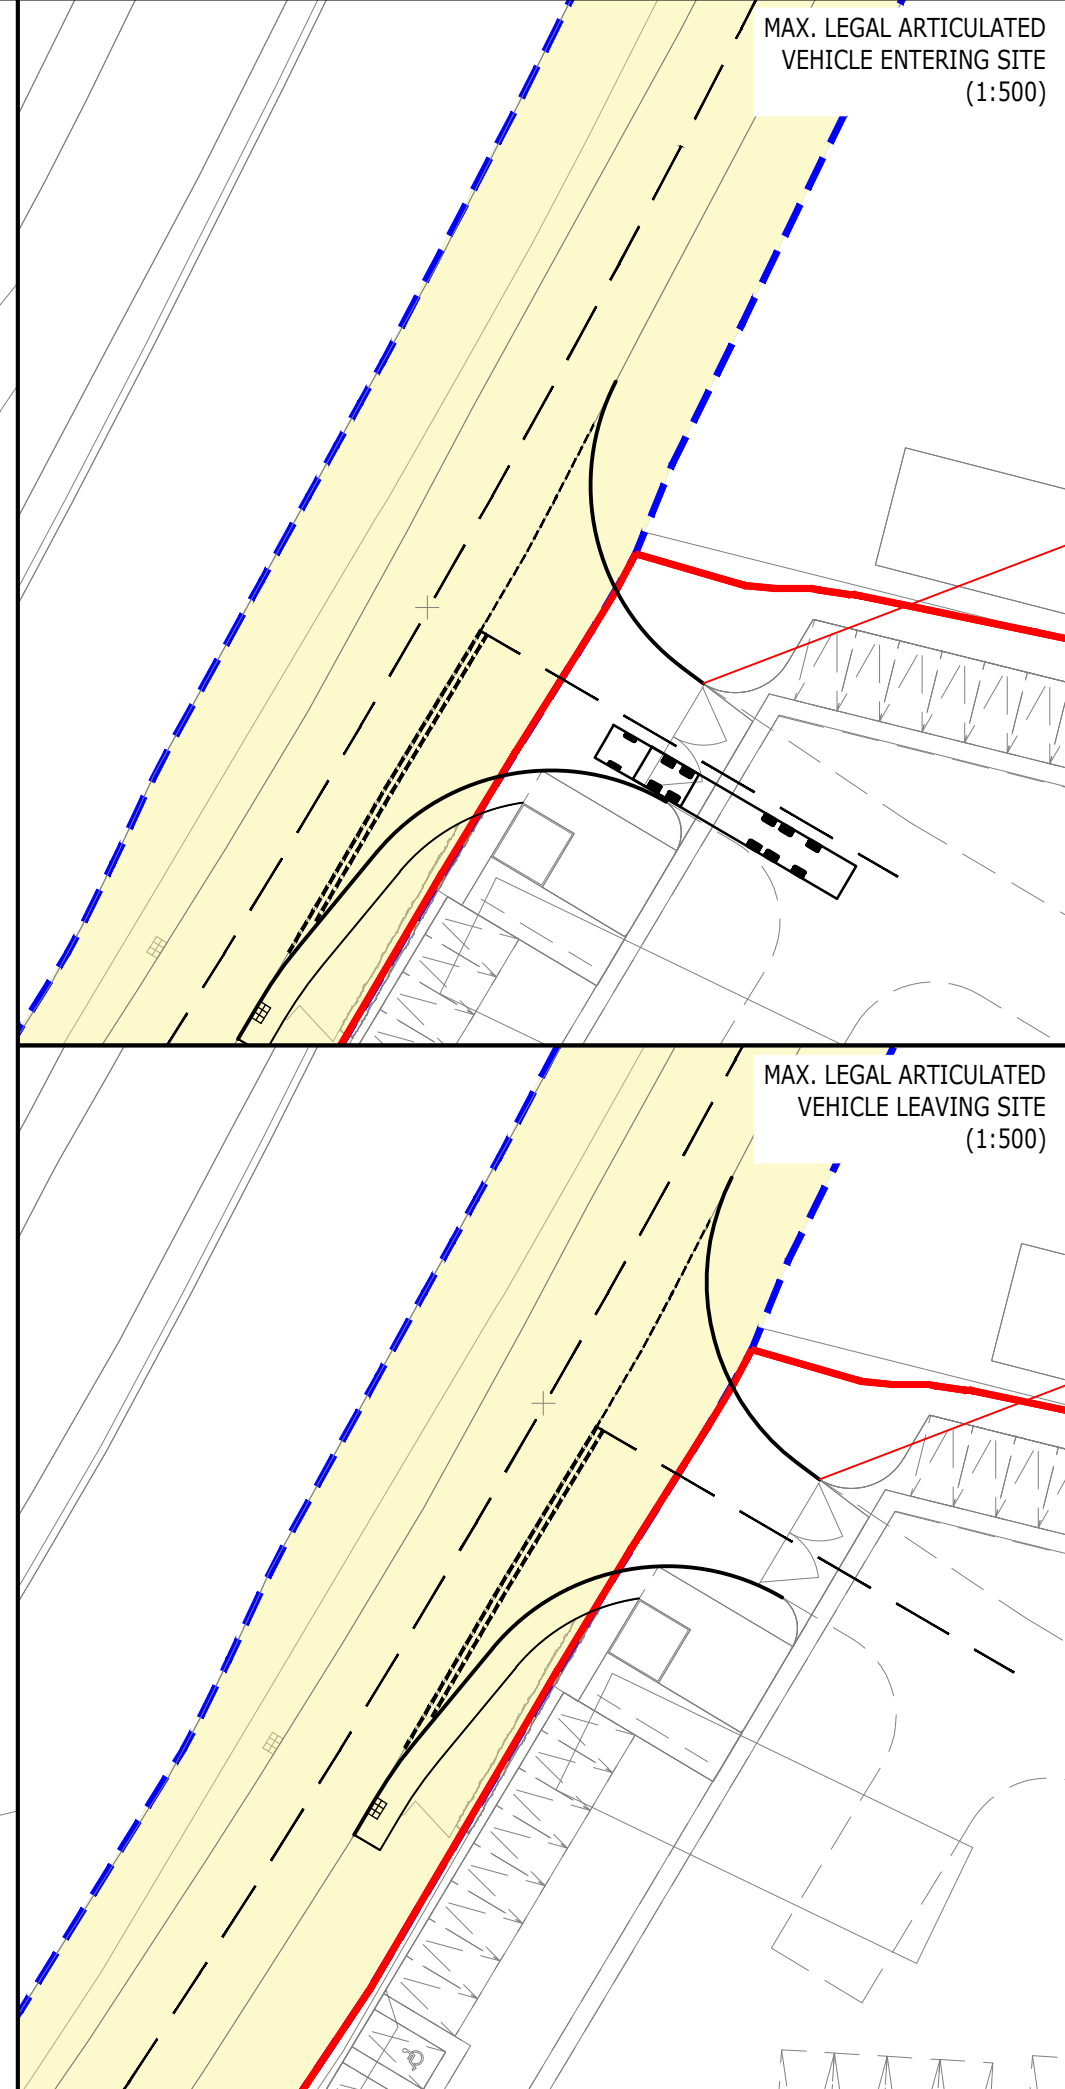 MAX. LEGAL ARTICULATED
VEHICLE ENTERING SITE
(1:500)
MAX. LEGAL ARTICULATED
VEHICLE LEAVING SITE
(1:500)